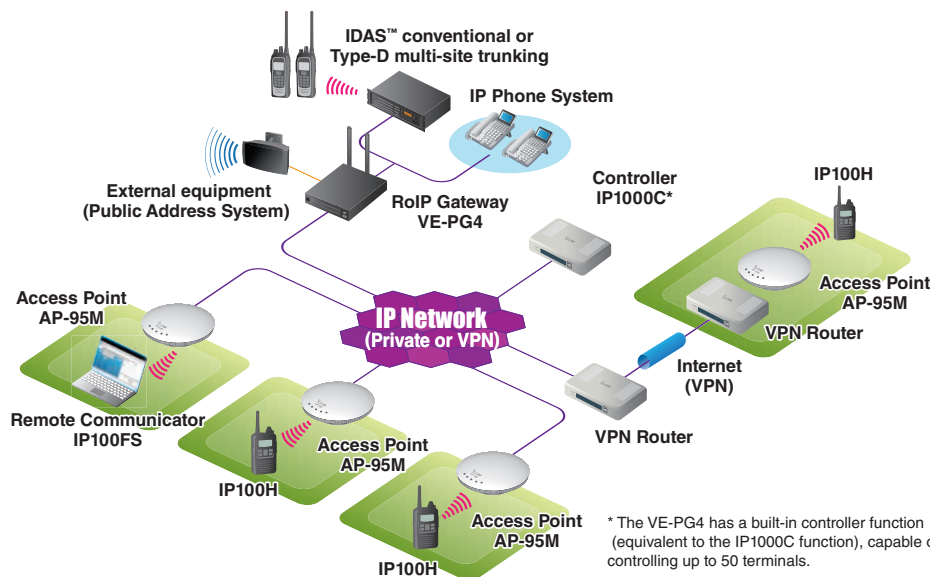 IDAS™ conventional or
Type-D multi-site trunking
IP Phone System
External equipment
(Public Address System)
RoIP Gateway
VE-PG4
Controller
IP1000C*
IP100H
Access Point
AP-95M
VPN Router
Internet
(VPN)
VPN Router
IP Network
(Private or VPN)
Access Point
AP-95M
Remote Communicator
IP100FS
Access Point
AP-95M
IP100H
Access Point
AP-95M
IP100H
* The VE-PG4 has a built-in controller function
(equivalent to the IP1000C function), capable o
controlling up to 50 terminals.